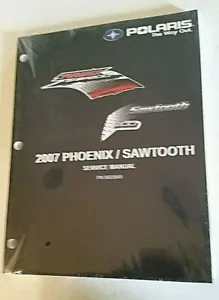 POLARIS
The Way Out.
Sawtooth
2007 PHOENIX / SAWTOOTH
SERVICE MANUAL